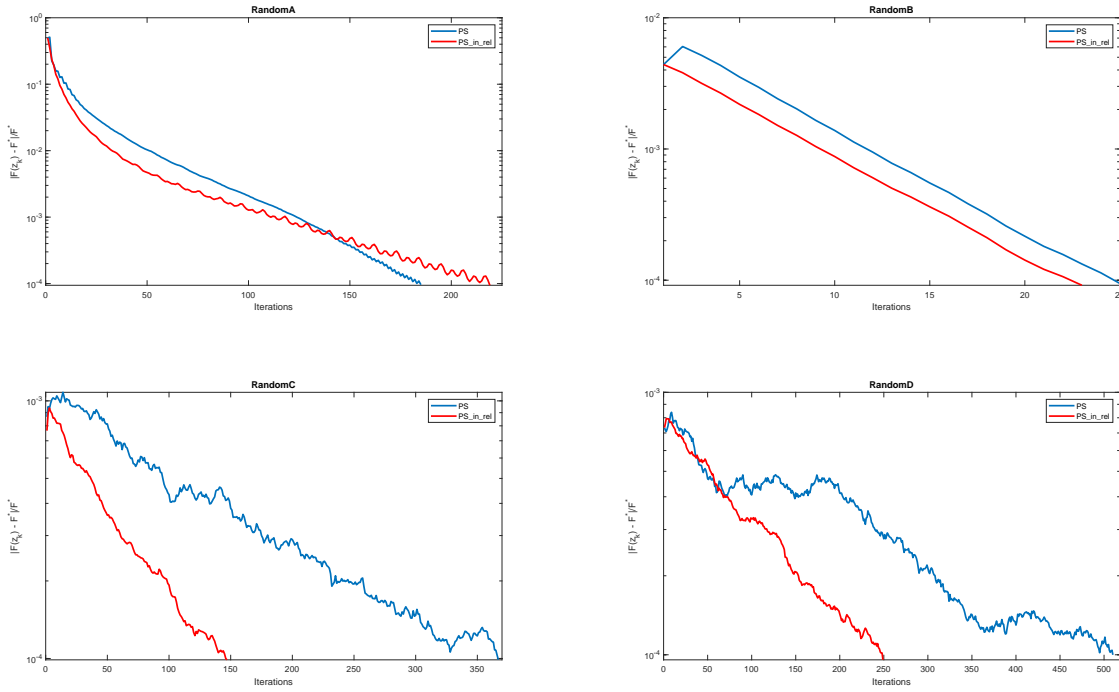 RandomA
10^0
10^-1
10^-2
10^-3
10^-4
|F(z_k) - F^*|/F^*
PS
PS_in_rel
0 50 100 150 200
Iterations
RandomB
10^-2
10^-3
10^-4
|F(z_k) - F^*|/F^*
PS
PS_in_rel
5 10 15 20 25
Iterations
RandomC
10^-3
10^-4
|F(z_k) - F^*|/F^*
PS
PS_in_rel
0 50 100 150 200 250 300 350
Iterations
RandomD
10^-3
10^-4
|F(z_k) - F^*|/F^*
PS
PS_in_rel
0 50 100 150 200 250 300 350 400 450 500
Iterations